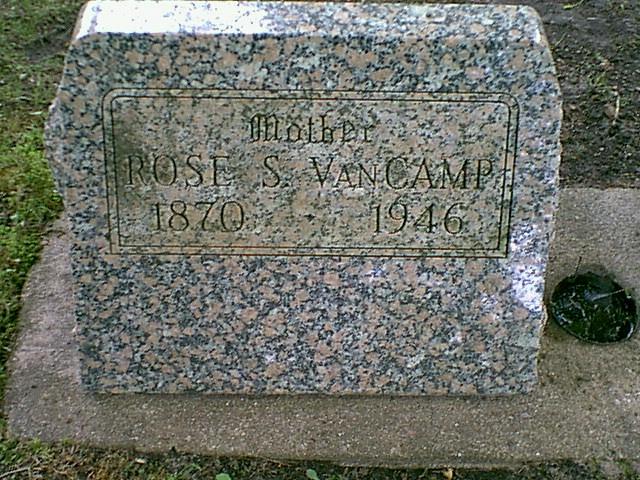 Mother
ROSE S. VANCAMP
1870 - 1946